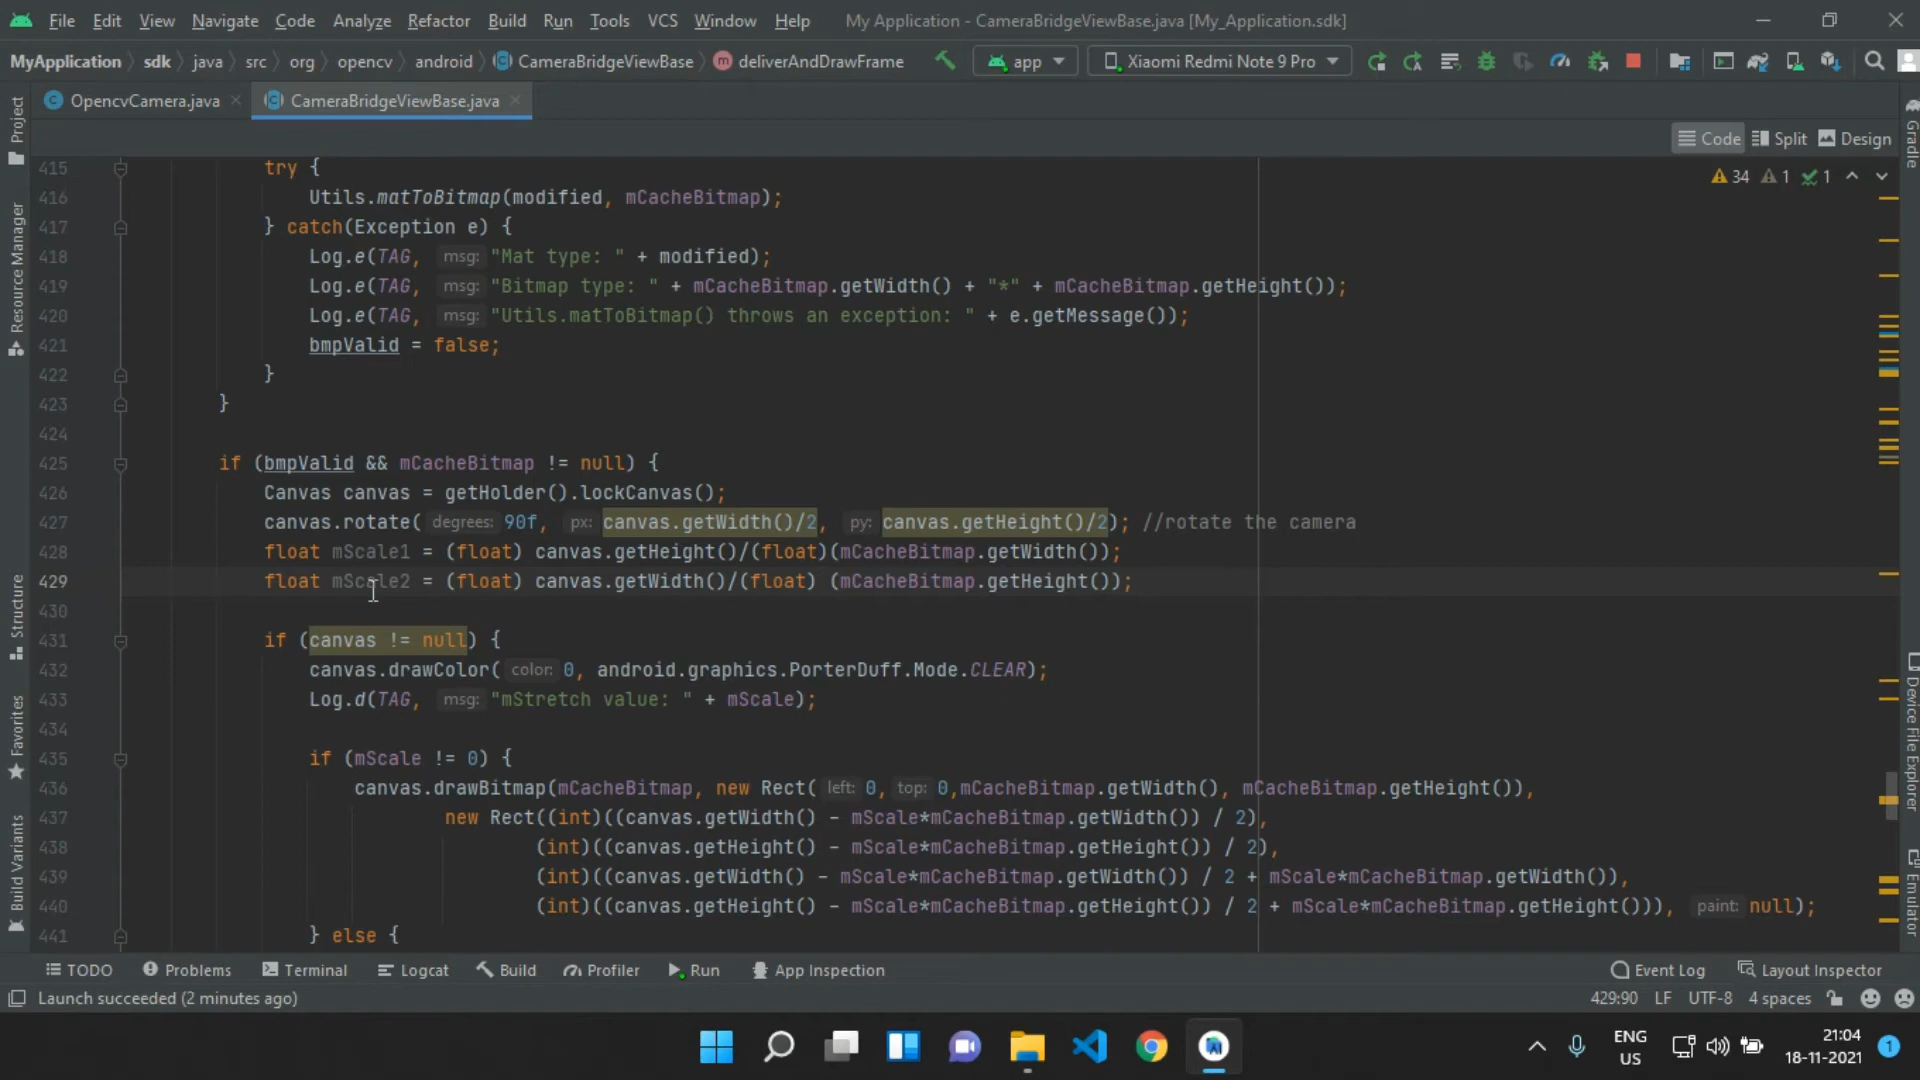 File Edit View Navigate Code Analyze Refactor Build Run Tools VCS Window Help My Application - CameraBridgeViewBase.java [My_Application.sdk]
MyApplication sdk java src org opencv android CameraBridgeViewBase deliverAndDrawFrame app Xiaomi Redmi Note 9 Pro
OpencvCamera.java CameraBridgeViewBase.java
Code Split Design
34 1 1
Project
Resource Manager
Structure
Favorites
Build Variants
Gradle
Device File Explorer
Emulator
415 try {
416 Utils.matToBitmap(modified, mCacheBitmap);
417 } catch(Exception e) {
418 Log.e(TAG, msg: "Mat type: " + modified);
419 Log.e(TAG, msg: "Bitmap type: " + mCacheBitmap.getWidth() + "*" + mCacheBitmap.getHeight());
420 Log.e(TAG, msg: "Utils.matToBitmap() throws an exception: " + e.getMessage());
421 bmpValid = false;
422 }
423 }
424
425 if (bmpValid && mCacheBitmap != null) {
426 Canvas canvas = getHolder().lockCanvas();
427 canvas.rotate( degrees: 90f, px: canvas.getWidth()/2, py: canvas.getHeight()/2); //rotate the camera
428 float mScale1 = (float) canvas.getHeight()/(float)(mCacheBitmap.getWidth());
429 float mScale2 = (float) canvas.getWidth()/(float) (mCacheBitmap.getHeight());
430
431 if (canvas != null) {
432 canvas.drawColor( color: 0, android.graphics.PorterDuff.Mode.CLEAR);
433 Log.d(TAG, msg: "mStretch value: " + mScale);
434
435 if (mScale != 0) {
436 canvas.drawBitmap(mCacheBitmap, new Rect( left: 0, top: 0,mCacheBitmap.getWidth(), mCacheBitmap.getHeight()),
437 new Rect((int)((canvas.getWidth() - mScale*mCacheBitmap.getWidth()) / 2),
438 (int)((canvas.getHeight() - mScale*mCacheBitmap.getHeight()) / 2),
439 (int)((canvas.getWidth() - mScale*mCacheBitmap.getWidth()) / 2 + mScale*mCacheBitmap.getWidth()),
440 (int)((canvas.getHeight() - mScale*mCacheBitmap.getHeight()) / 2 + mScale*mCacheBitmap.getHeight())), paint: null);
441 } else {
TODO Problems Terminal Logcat Build Profiler Run App Inspection Event Log Layout Inspector
Launch succeeded (2 minutes ago) 429:90 LF UTF-8 4 spaces
ENG
US
21:04
18-11-2021
1